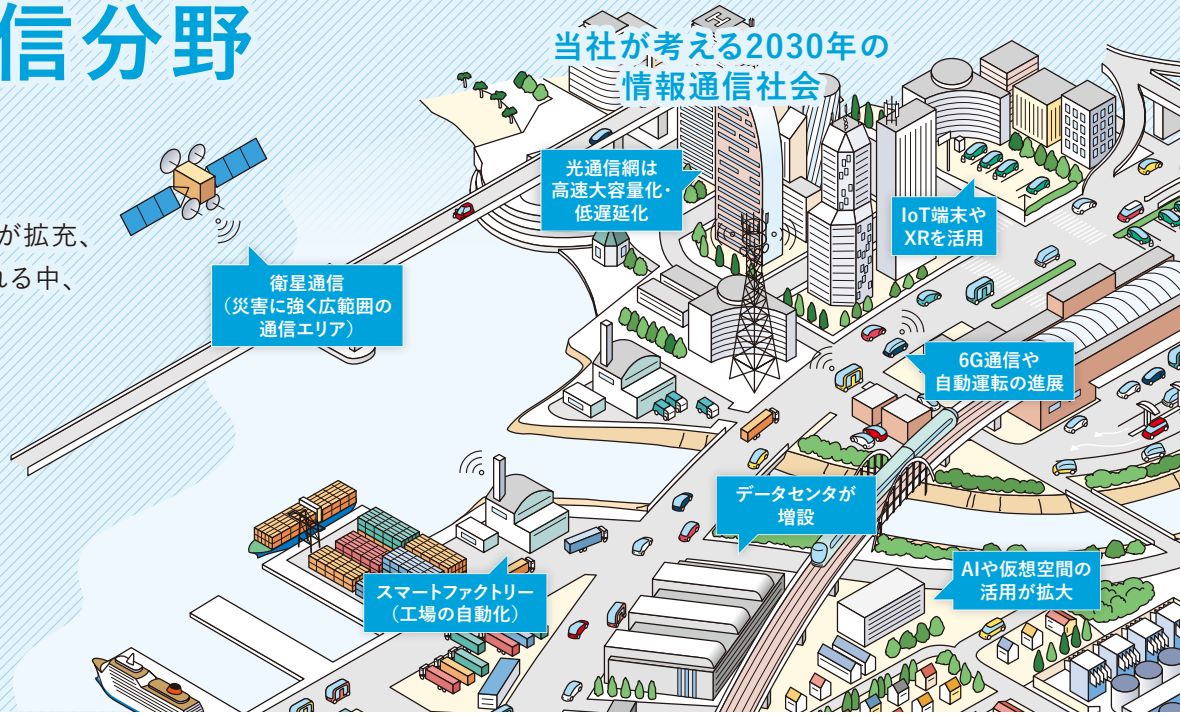 信分野
当社が考える2030年の
情報通信社会
が拡充、
れる中、
光通信網は
高速大容量化・
低遅延化
IoT端末や
XRを活用
衛星通信
（災害に強く広範囲の
通信エリア）
6G通信や
自動運転の進展
データセンタが
増設
AIや仮想空間の
活用が拡大
スマートファクトリー
（工場の自動化）
H